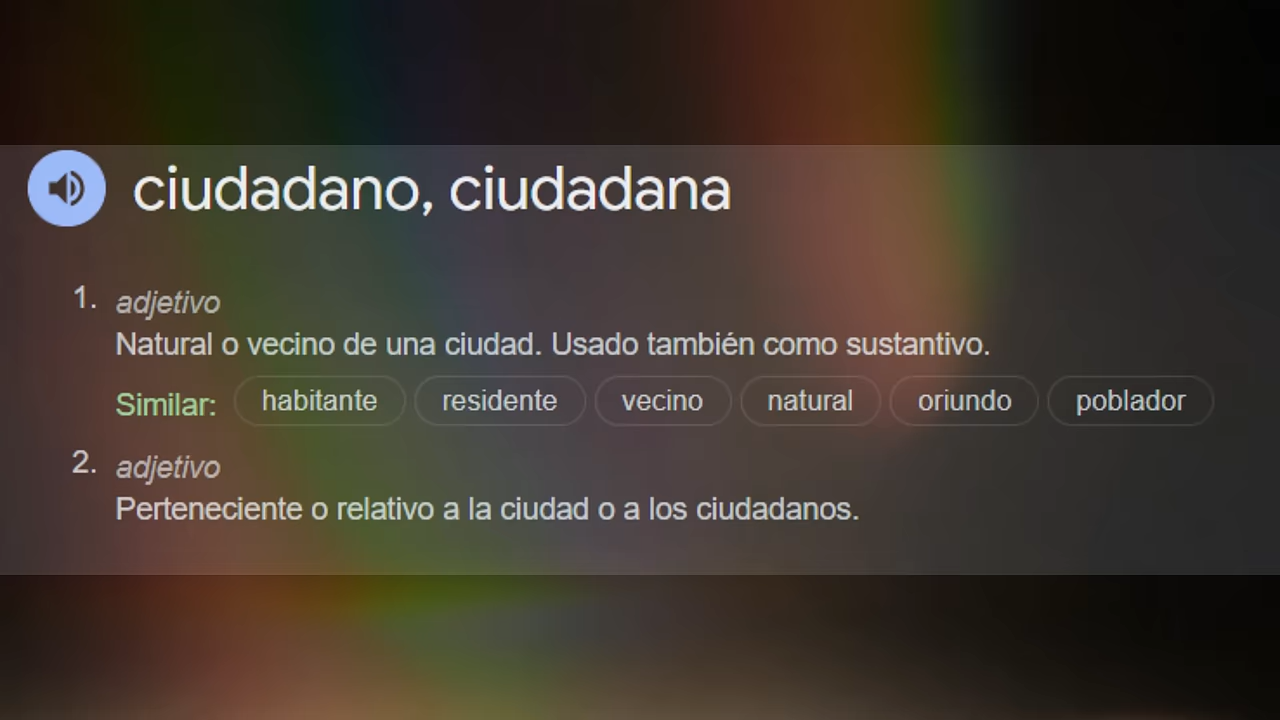 ciudadano, ciudadana
1. adjetivo
Natural o vecino de una ciudad. Usado también como sustantivo.
Similar: habitante residente vecino natural oriundo poblador
2. adjetivo
Perteneciente o relativo a la ciudad o a los ciudadanos.